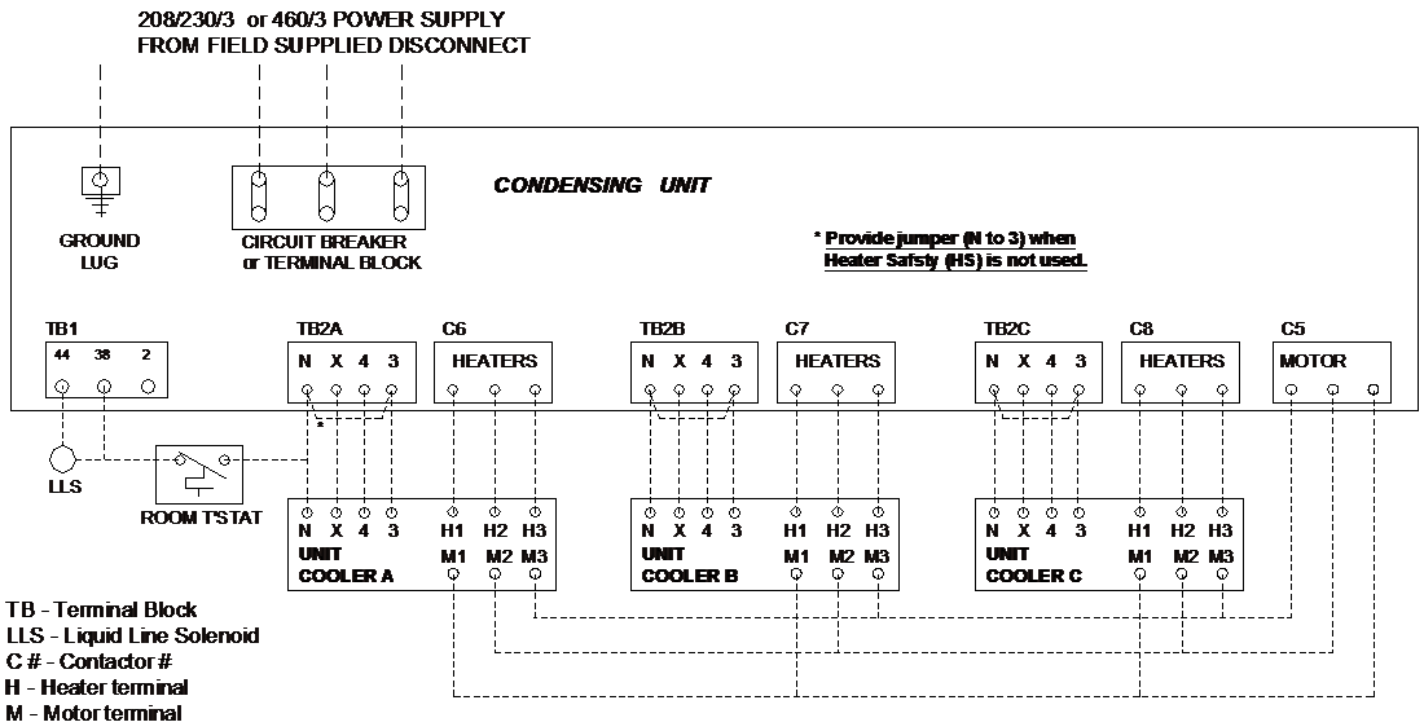 208/230/3 or 460/3 POWER SUPPLY
FROM FIELD SUPPLIED DISCONNECT
CONDENSING UNIT
GROUND
LUG
CIRCUIT BREAKER
or TERMINAL BLOCK
* Provide jumper (N to 3) when
Heater Safsty (HS) is not used.
TB1 TB2A C6 TB2B C7 TB2C C8 C5
44 38 2 N X 4 3 HEATERS N X 4 3 HEATERS N X 4 3 HEATERS MOTOR
*
LLS
ROOM T'STAT
N X 4 3 H1 H2 H3 N X 4 3 H1 H2 H3 N X 4 3 H1 H2 H3
UNIT M1 M2 M3 UNIT M1 M2 M3 UNIT M1 M2 M3
COOLER A COOLER B COOLER C
TB - Terminal Block
LLS - Liquid Line Solenoid
C # - Contactor #
H - Heater terminal
M - Motor terminal